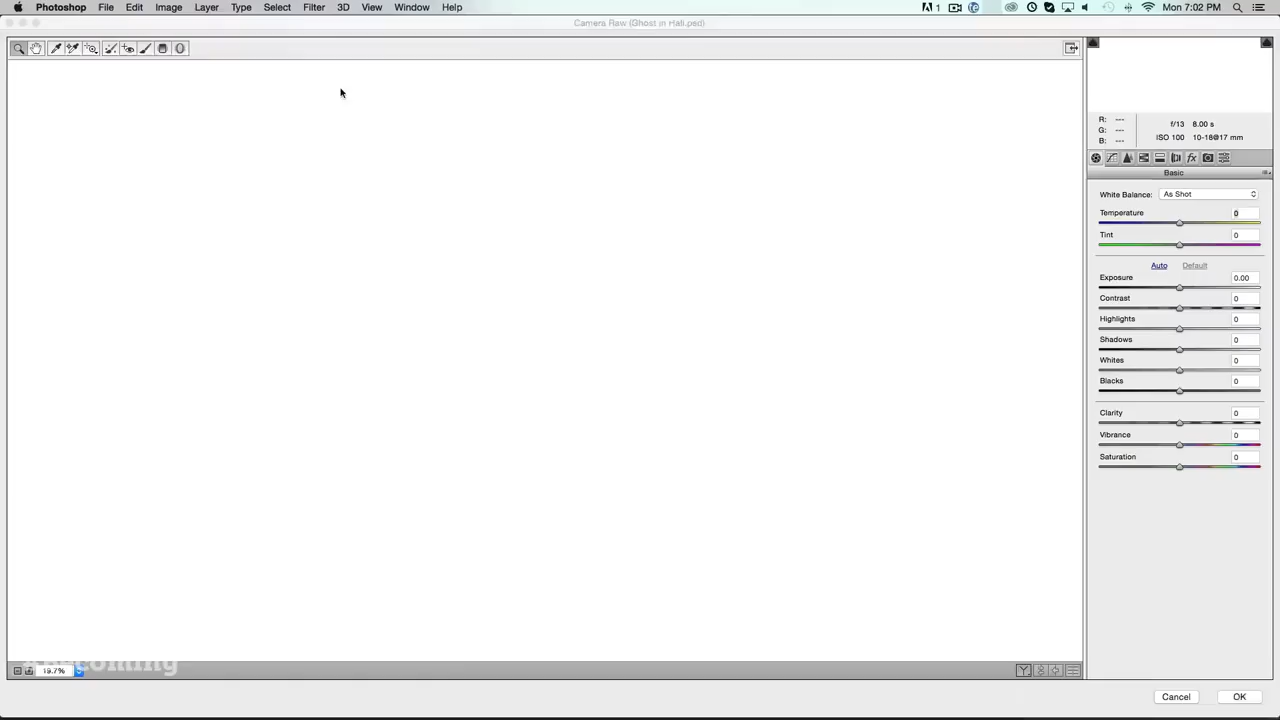 Photoshop File Edit Image Layer Type Select Filter 3D View Window Help 1 Mon 7:02 PM
Camera Raw (Ghost in Hall.psd)
R: ---
G: ---
B: ---
f/13 8.00 s
ISO 100 10-18@17 mm
fx
Basic
White Balance: As Shot
Temperature 0
Tint 0
Auto Default
Exposure 0.00
Contrast 0
Highlights 0
Shadows 0
Whites 0
Blacks 0
Clarity 0
Vibrance 0
Saturation 0
19.7%
Y
Cancel OK